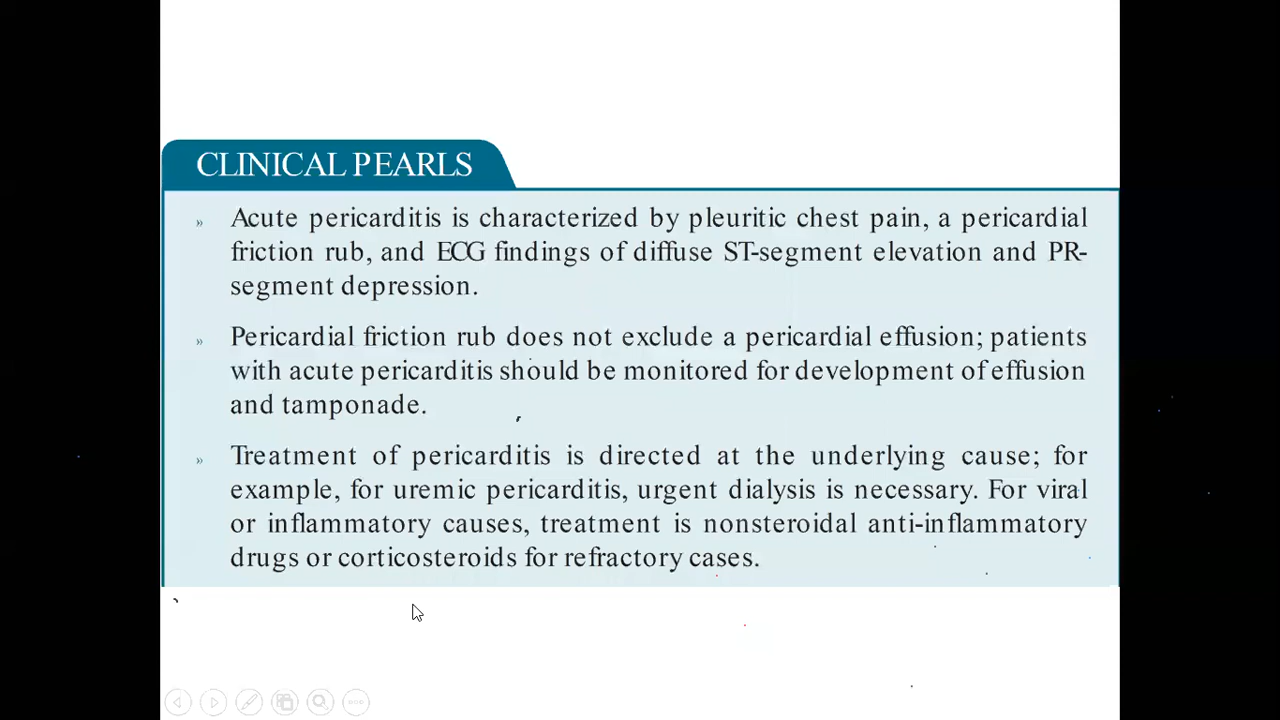 CLINICAL PEARLS
» Acute pericarditis is characterized by pleuritic chest pain, a pericardial
friction rub, and ECG findings of diffuse ST-segment elevation and PR-
segment depression.
» Pericardial friction rub does not exclude a pericardial effusion; patients
with acute pericarditis should be monitored for development of effusion
and tamponade.
» Treatment of pericarditis is directed at the underlying cause; for
example, for uremic pericarditis, urgent dialysis is necessary. For viral
or inflammatory causes, treatment is nonsteroidal anti-inflammatory
drugs or corticosteroids for refractory cases.